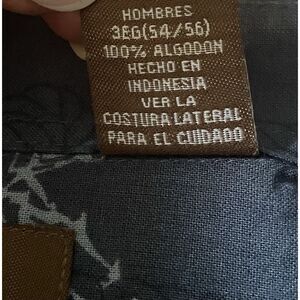 HOMBRES
3EG(54/56)
100% ALGODON
HECHO EN
INDONESIA
VER LA
COSTURA LATERAL
PARA EL CUIDADO